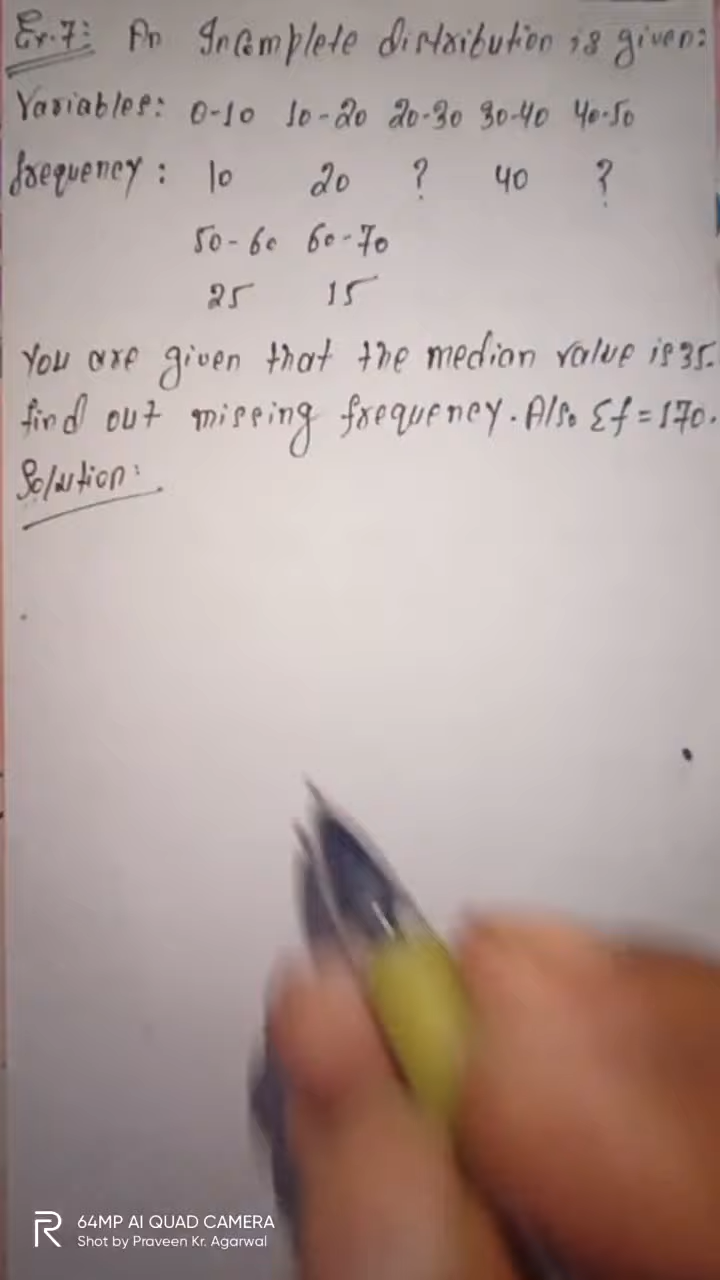 Ex.7: An Incomplete distribution is given:
Variables: 0-10 10-20 20-30 30-40 40-50
frequency: 10 20 ? 40 ?
50-60 60-70
25 15
You are given that the median value is 35.
find out missing frequency. Also Σf = 170.
Solution:
64MP AI QUAD CAMERA
Shot by Praveen Kr. Agarwal